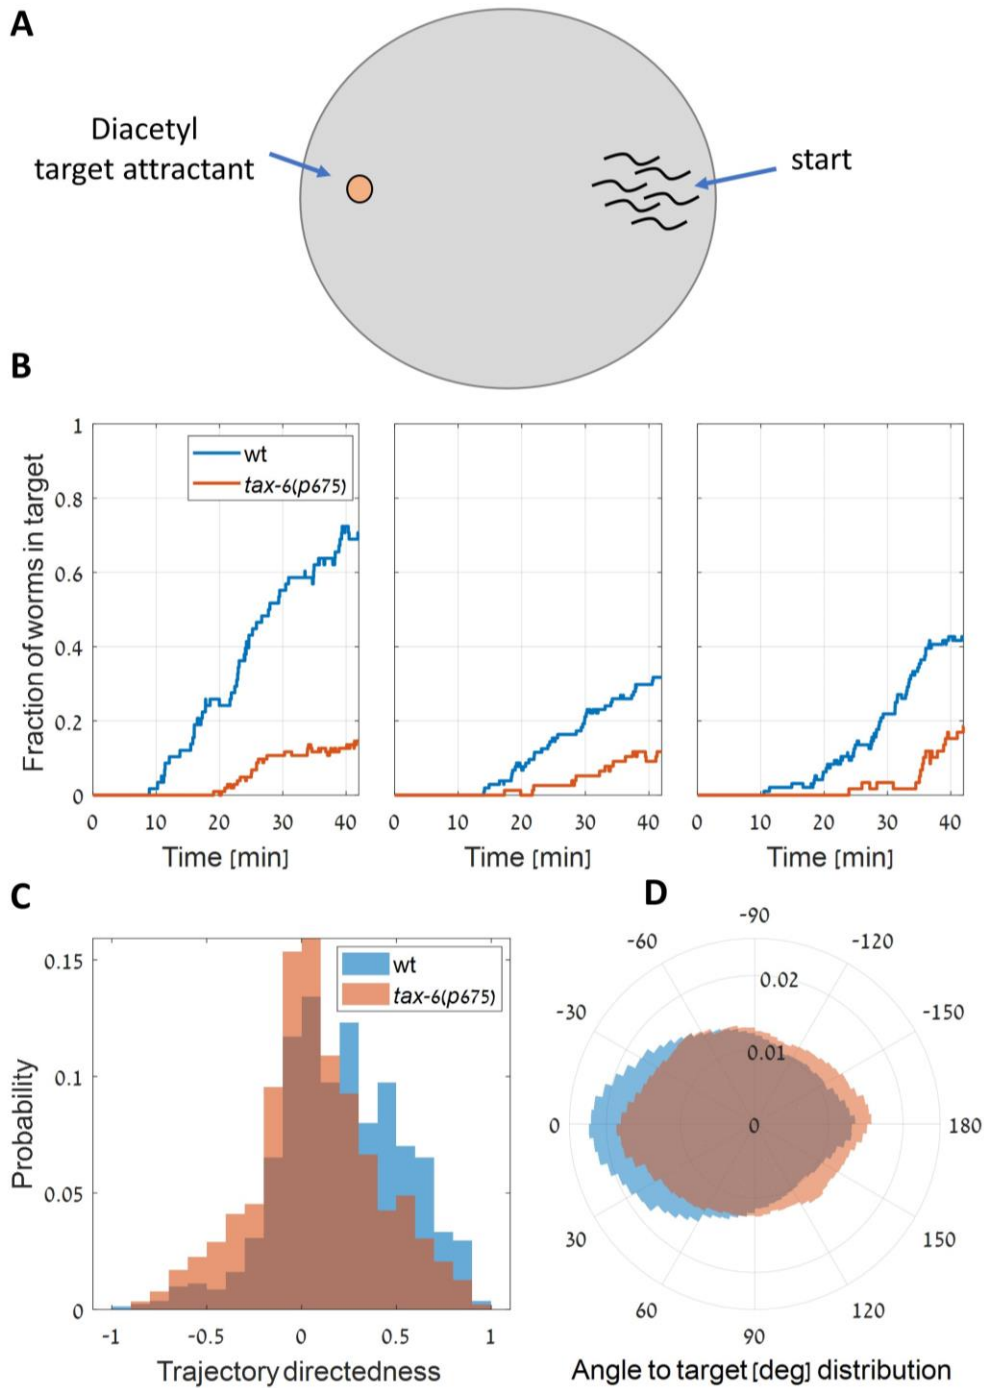 A
Diacetyl
target attractant
start
B
Fraction of worms in target
1
0.8
0.6
0.4
0.2
0
wt
tax-6(p675)
0 10 20 30 40
0 10 20 30 40
0 10 20 30 40
Time [min]
Time [min]
Time [min]
C
Probability
0.15
0.1
0.05
0
wt
tax-6(p675)
-1 -0.5 0 0.5 1
Trajectory directedness
D
-90
-60
-120
0.02
-30
-150
0.01
0
0
180
30
150
60
120
90
Angle to target [deg] distribution